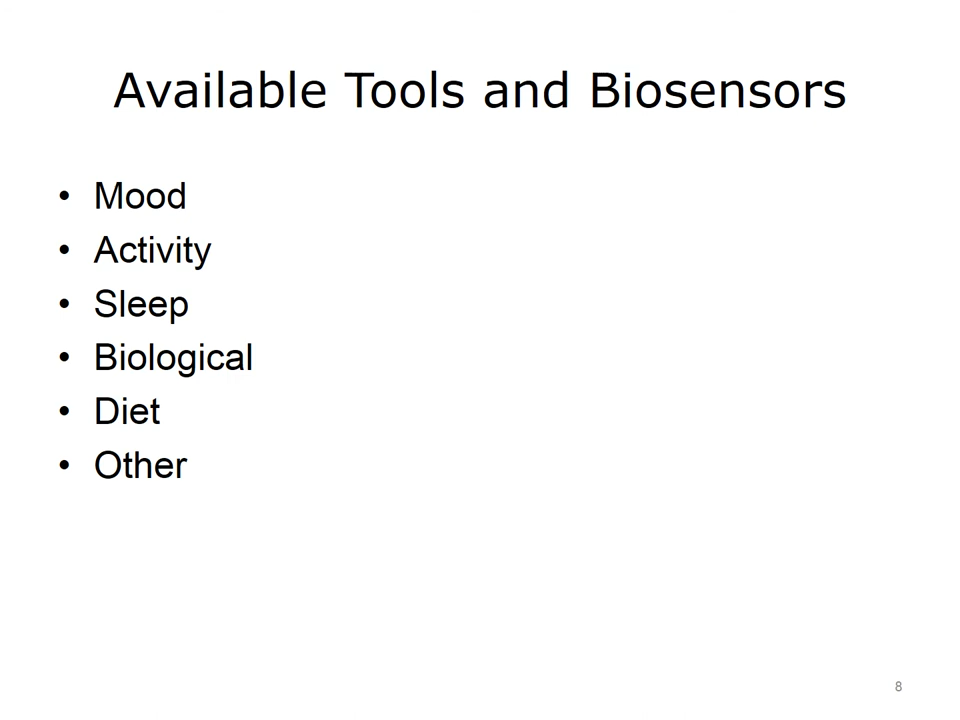 Available Tools and Biosensors
• Mood
• Activity
• Sleep
• Biological
• Diet
• Other
8